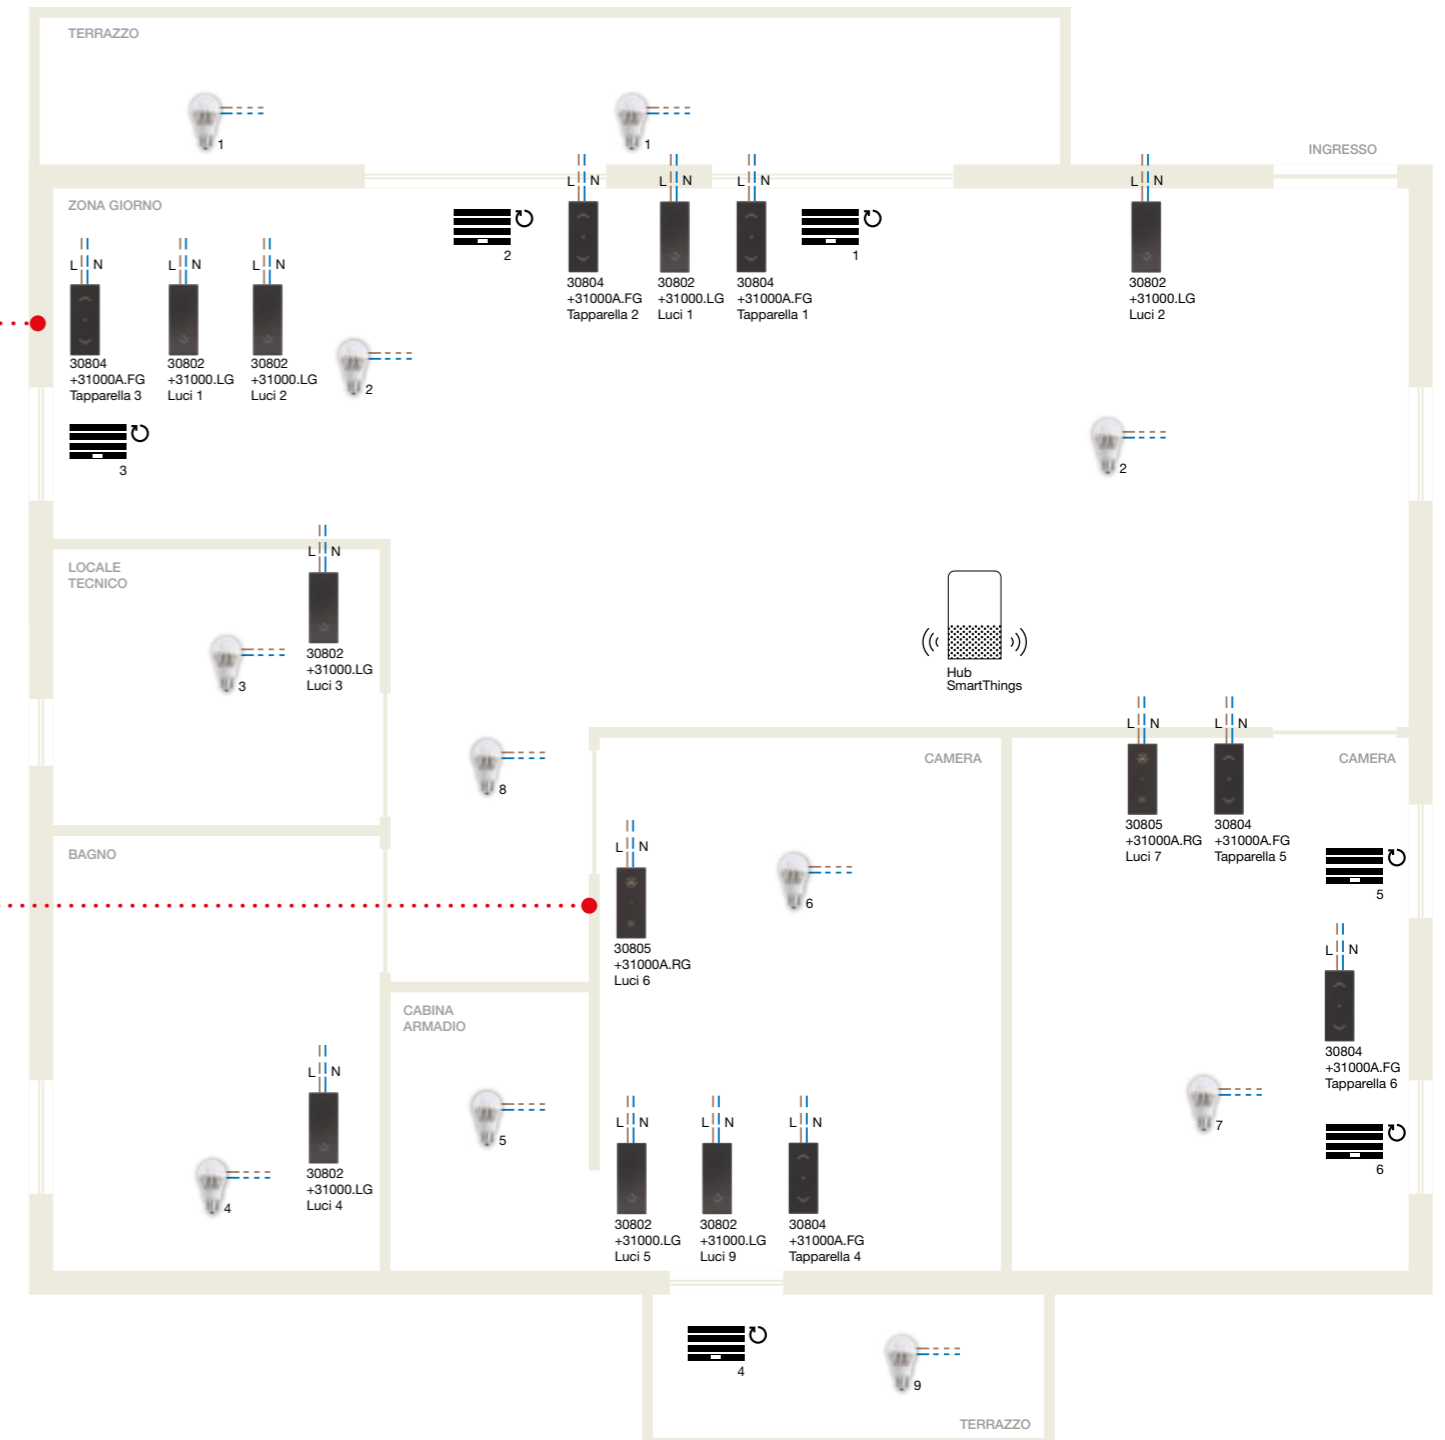 TERRAZZO
1
1
INGRESSO
L N
L N
L N
L N
ZONA GIORNO
2
1
30804
+31000A.FG
Tapparella 2
30802
+31000.LG
Luci 1
30804
+31000A.FG
Tapparella 1
30802
+31000.LG
Luci 2
L N
L N
L N
30804
+31000A.FG
Tapparella 3
30802
+31000.LG
Luci 1
30802
+31000.LG
Luci 2
2
3
2
L N
LOCALE
TECNICO
30802
+31000.LG
Luci 3
3
Hub
SmartThings
8
CAMERA
L N
L N
CAMERA
30805
+31000A.RG
Luci 7
30804
+31000A.FG
Tapparella 5
5
BAGNO
L N
30805
+31000A.RG
Luci 6
6
L N
30804
+31000A.FG
Tapparella 6
6
7
CABINA
ARMADIO
5
L N
30802
+31000.LG
Luci 4
4
L N
L N
L N
30802
+31000.LG
Luci 5
30802
+31000.LG
Luci 9
30804
+31000A.FG
Tapparella 4
4
9
TERRAZZO